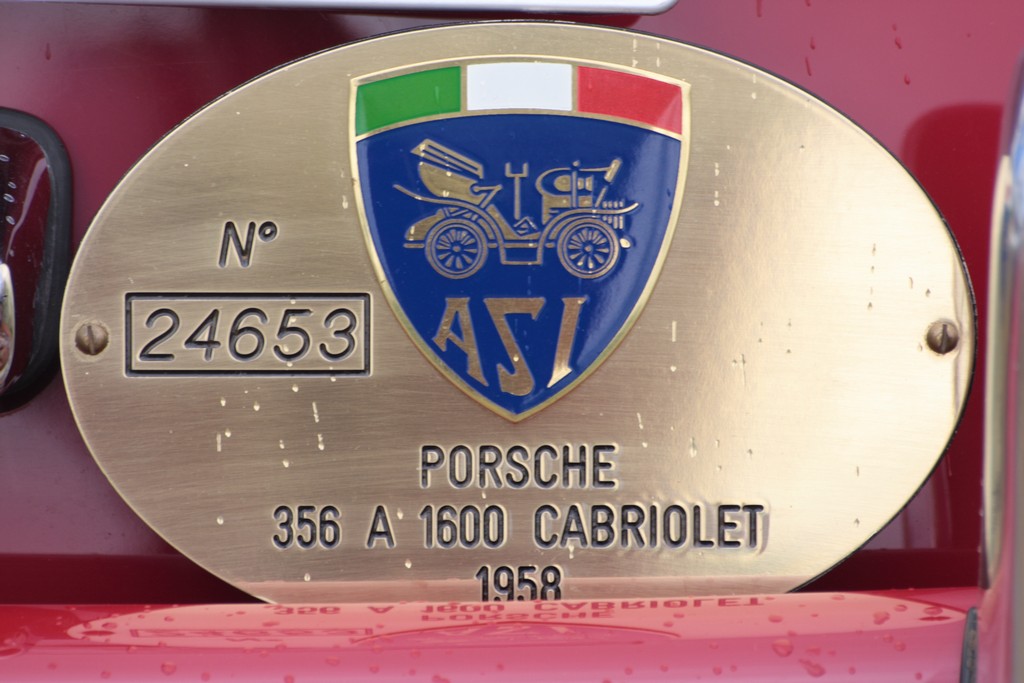 ASI
N°
24653
PORSCHE
356 A 1600 CABRIOLET
1958